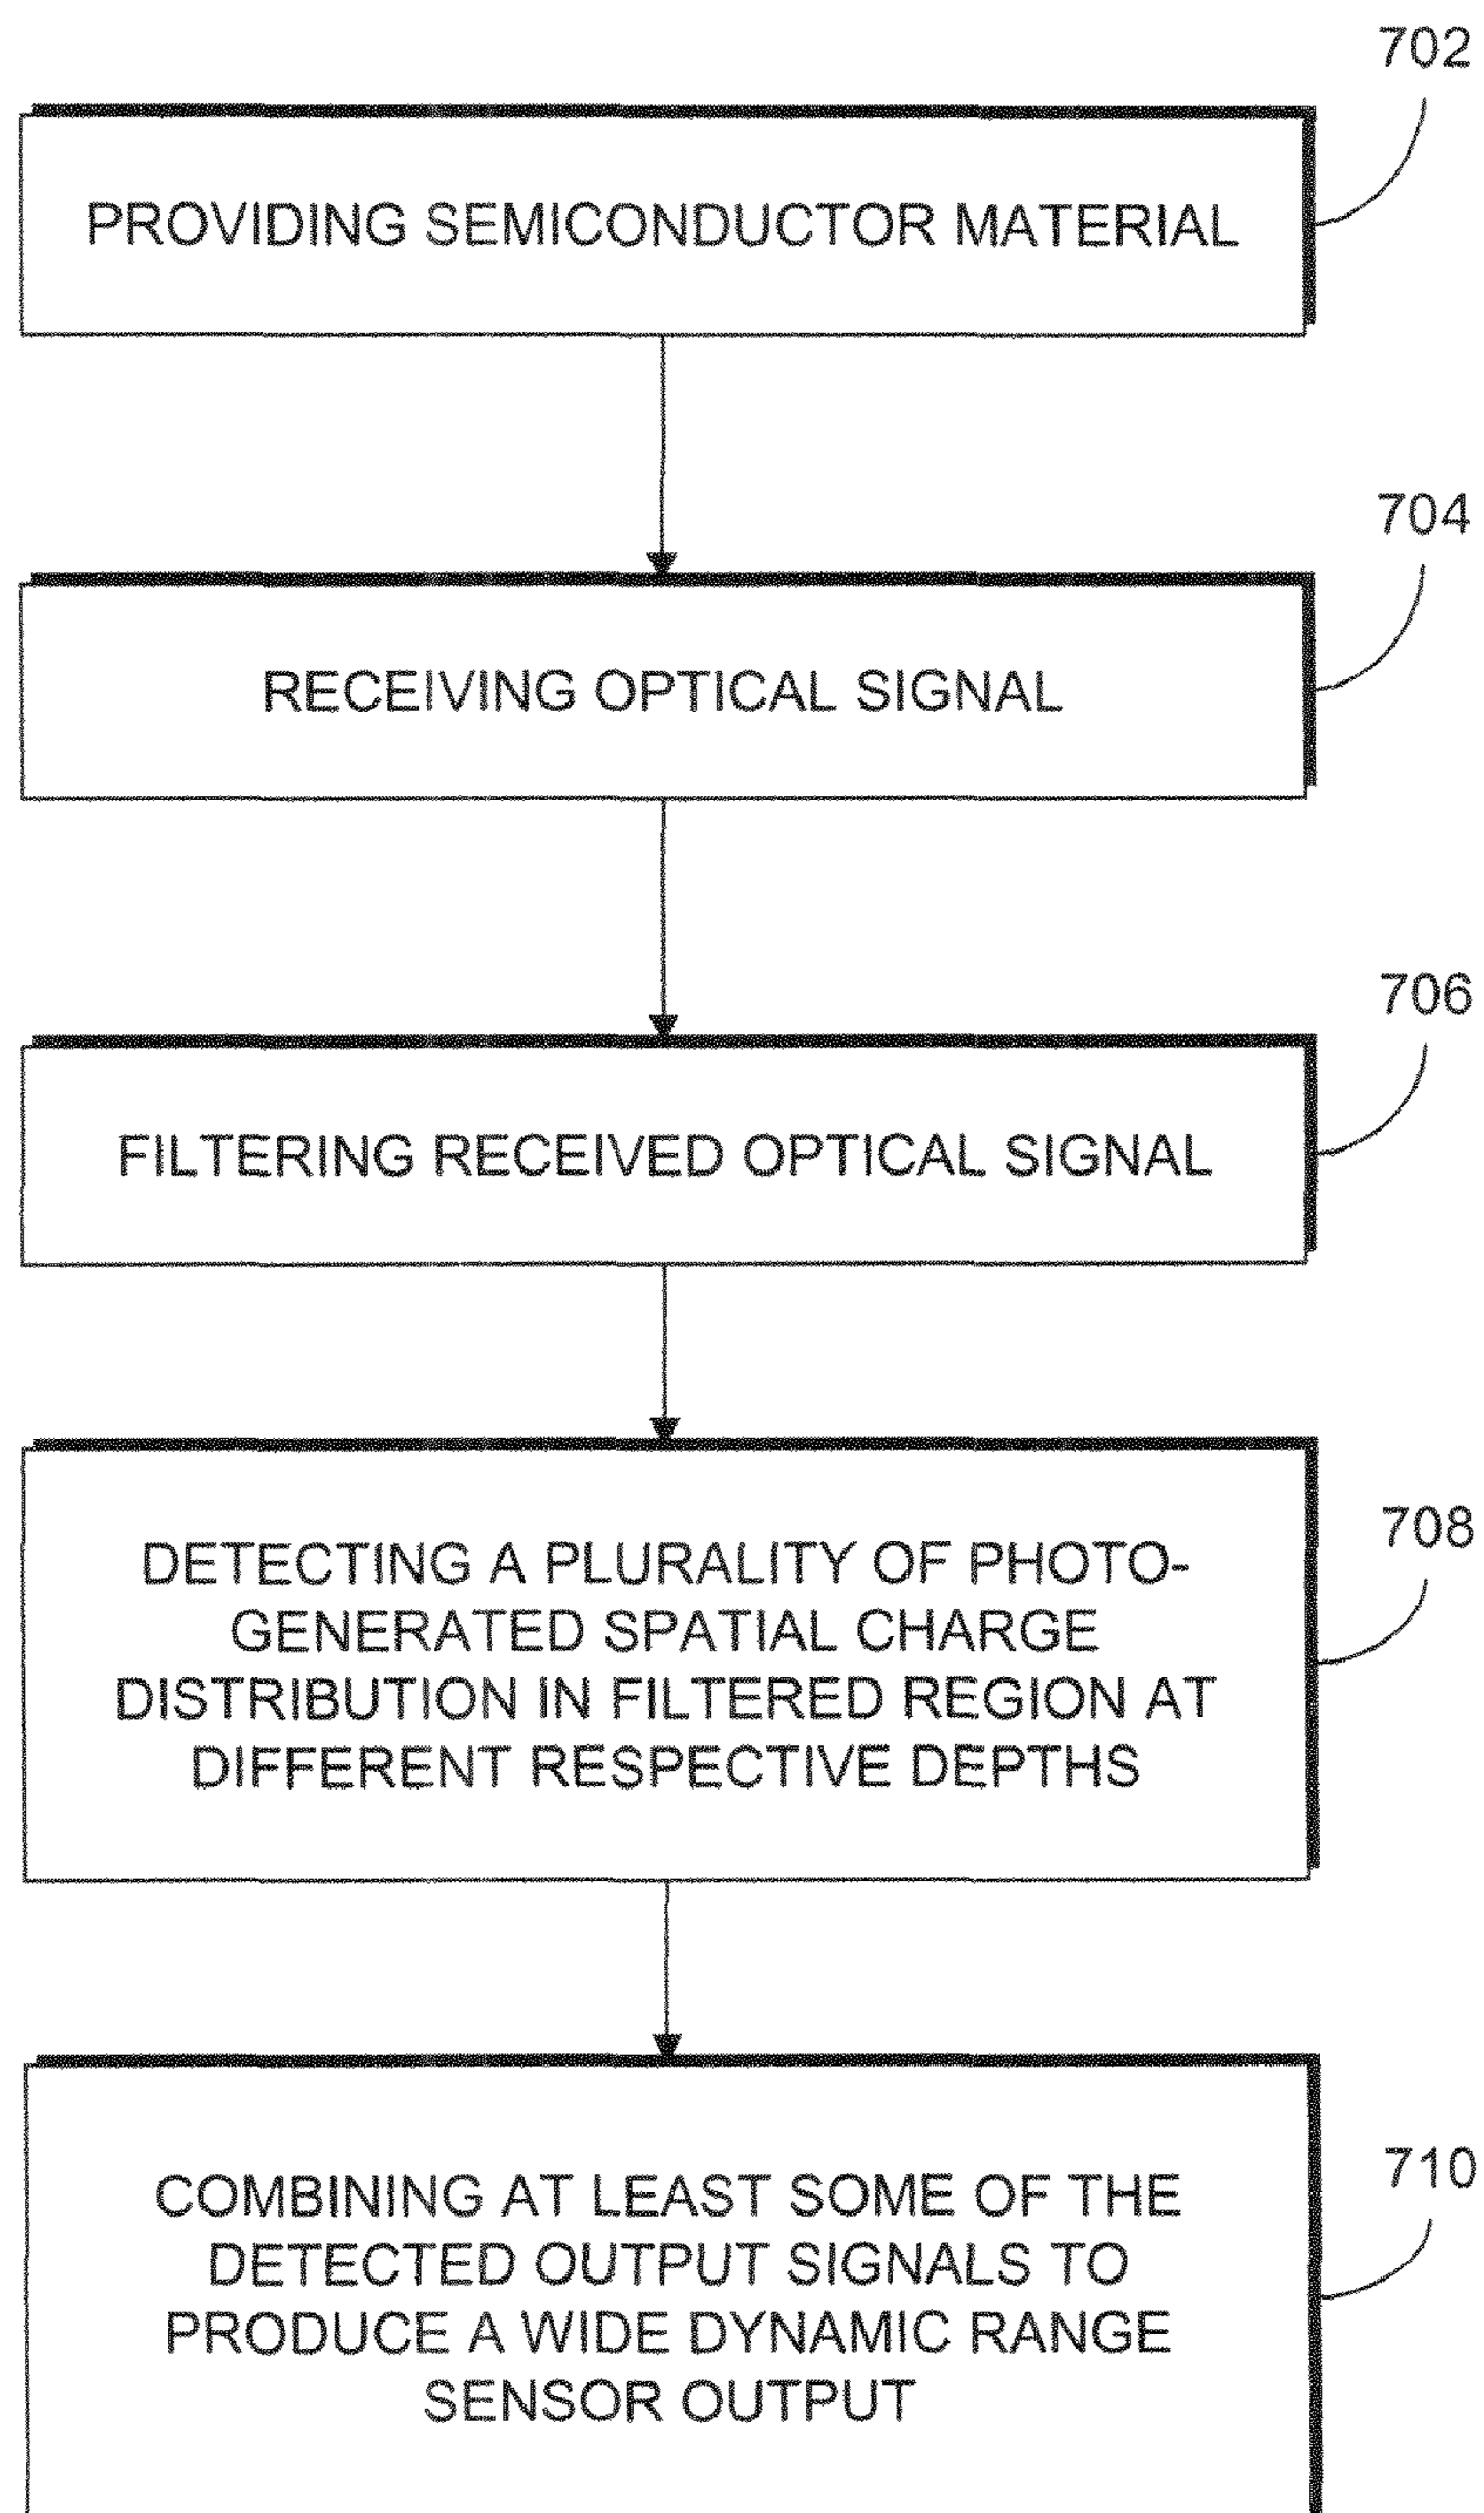 702
PROVIDING SEMICONDUCTOR MATERIAL
704
RECEIVING OPTICAL SIGNAL
706
FILTERING RECEIVED OPTICAL SIGNAL
708
DETECTING A PLURALITY OF PHOTO-
GENERATED SPATIAL CHARGE
DISTRIBUTION IN FILTERED REGION AT
DIFFERENT RESPECTIVE DEPTHS
710
COMBINING AT LEAST SOME OF THE
DETECTED OUTPUT SIGNALS TO
PRODUCE A WIDE DYNAMIC RANGE
SENSOR OUTPUT